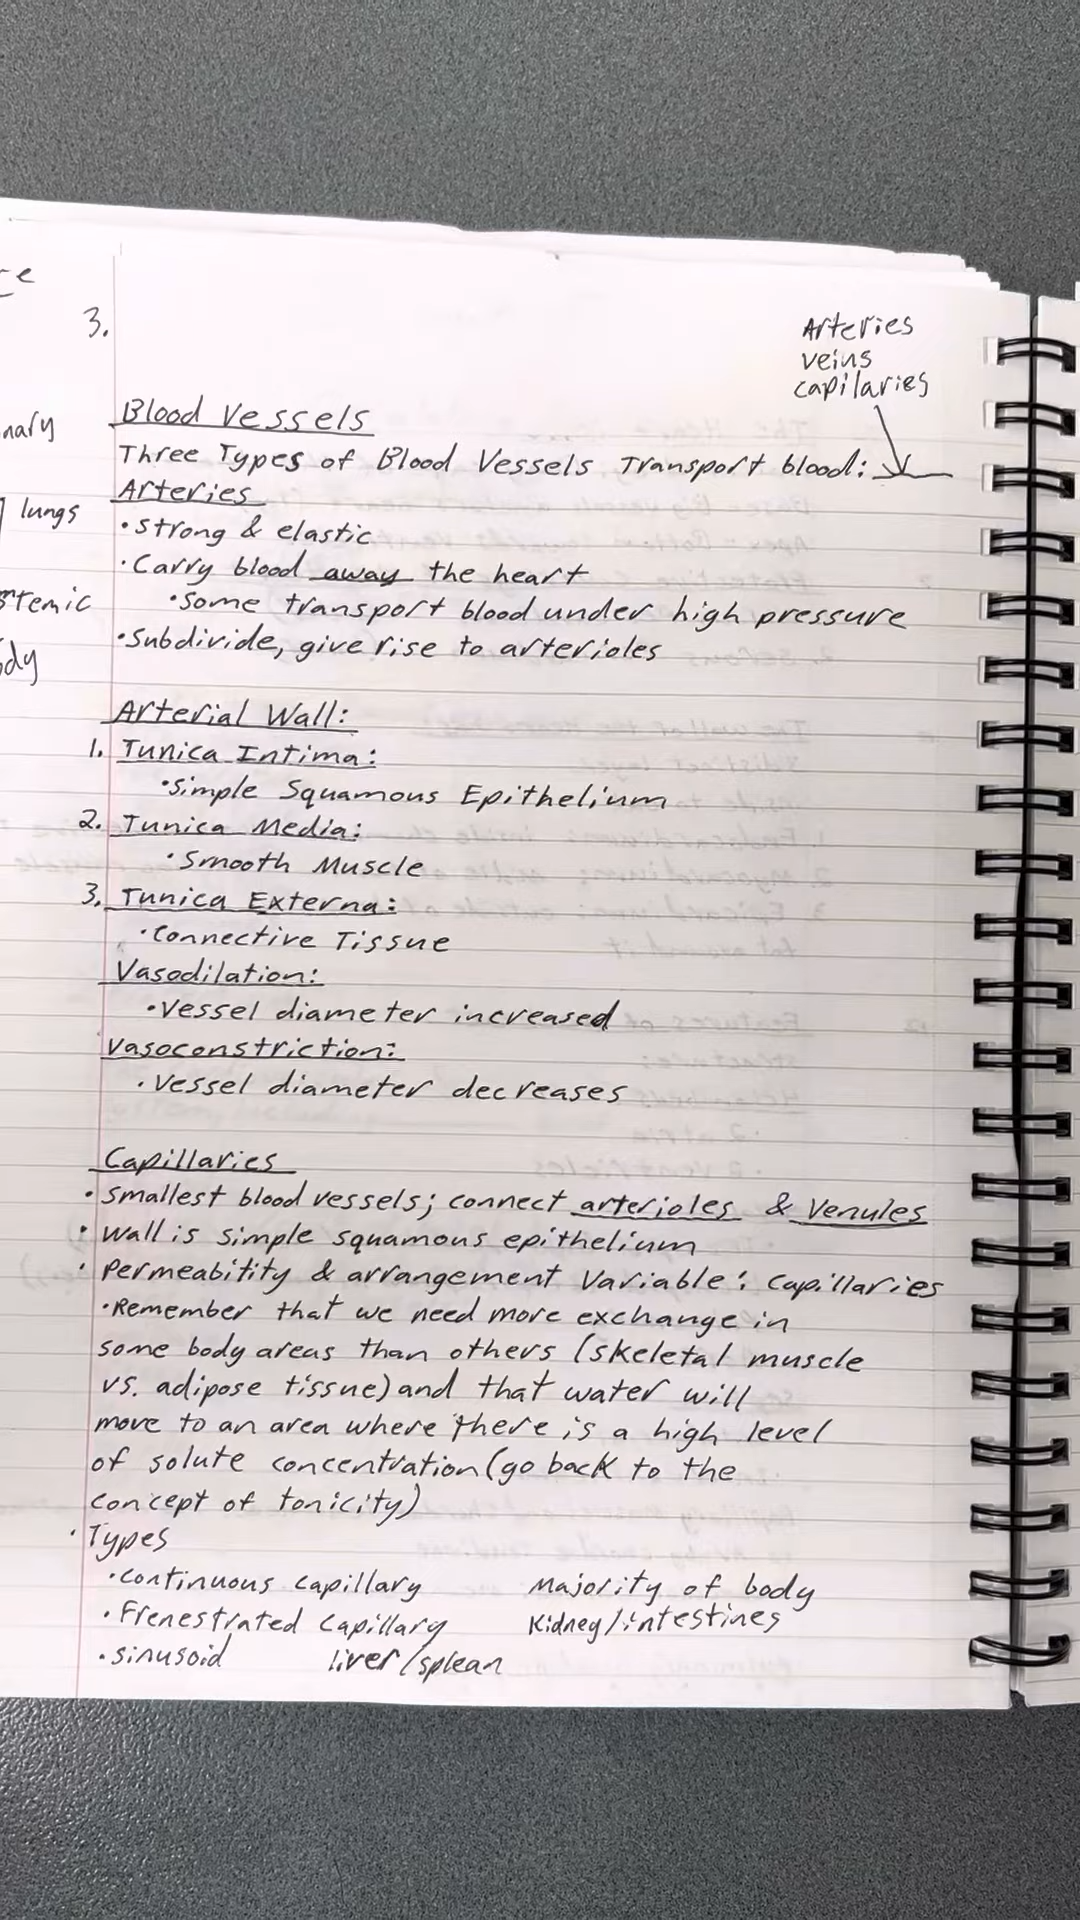 ce
nary
lungs
stemic
dy
3.
Arteries
veins
capilaries
Blood Vessels
Three Types of Blood Vessels Transport blood:
Arteries
• strong & elastic
• Carry blood away the heart
• Some transport blood under high pressure
• Subdivide, give rise to arterioles
Arterial Wall:
1. Tunica Intima:
• Simple Squamous Epithelium
2. Tunica Media:
• Smooth Muscle
3. Tunica Externa:
• Connective Tissue
Vasodilation:
• Vessel diameter increased
Vasoconstriction:
• Vessel diameter decreases
Capillaries
• Smallest blood vessels; connect arterioles & Venules
• Wall is simple squamous epithelium
• Permeabitity & arrangement Variable: Capillaries
• Remember that we need more exchange in
some body areas than others (skeletal muscle
vs. adipose tissue) and that water will
move to an area where there is a high level
of solute concentration (go back to the
concept of tonicity)
• Types
• Continuous Capillary Majority of body
• Frenestrated Capillary Kidney/intestines
• sinusoid liver/splean